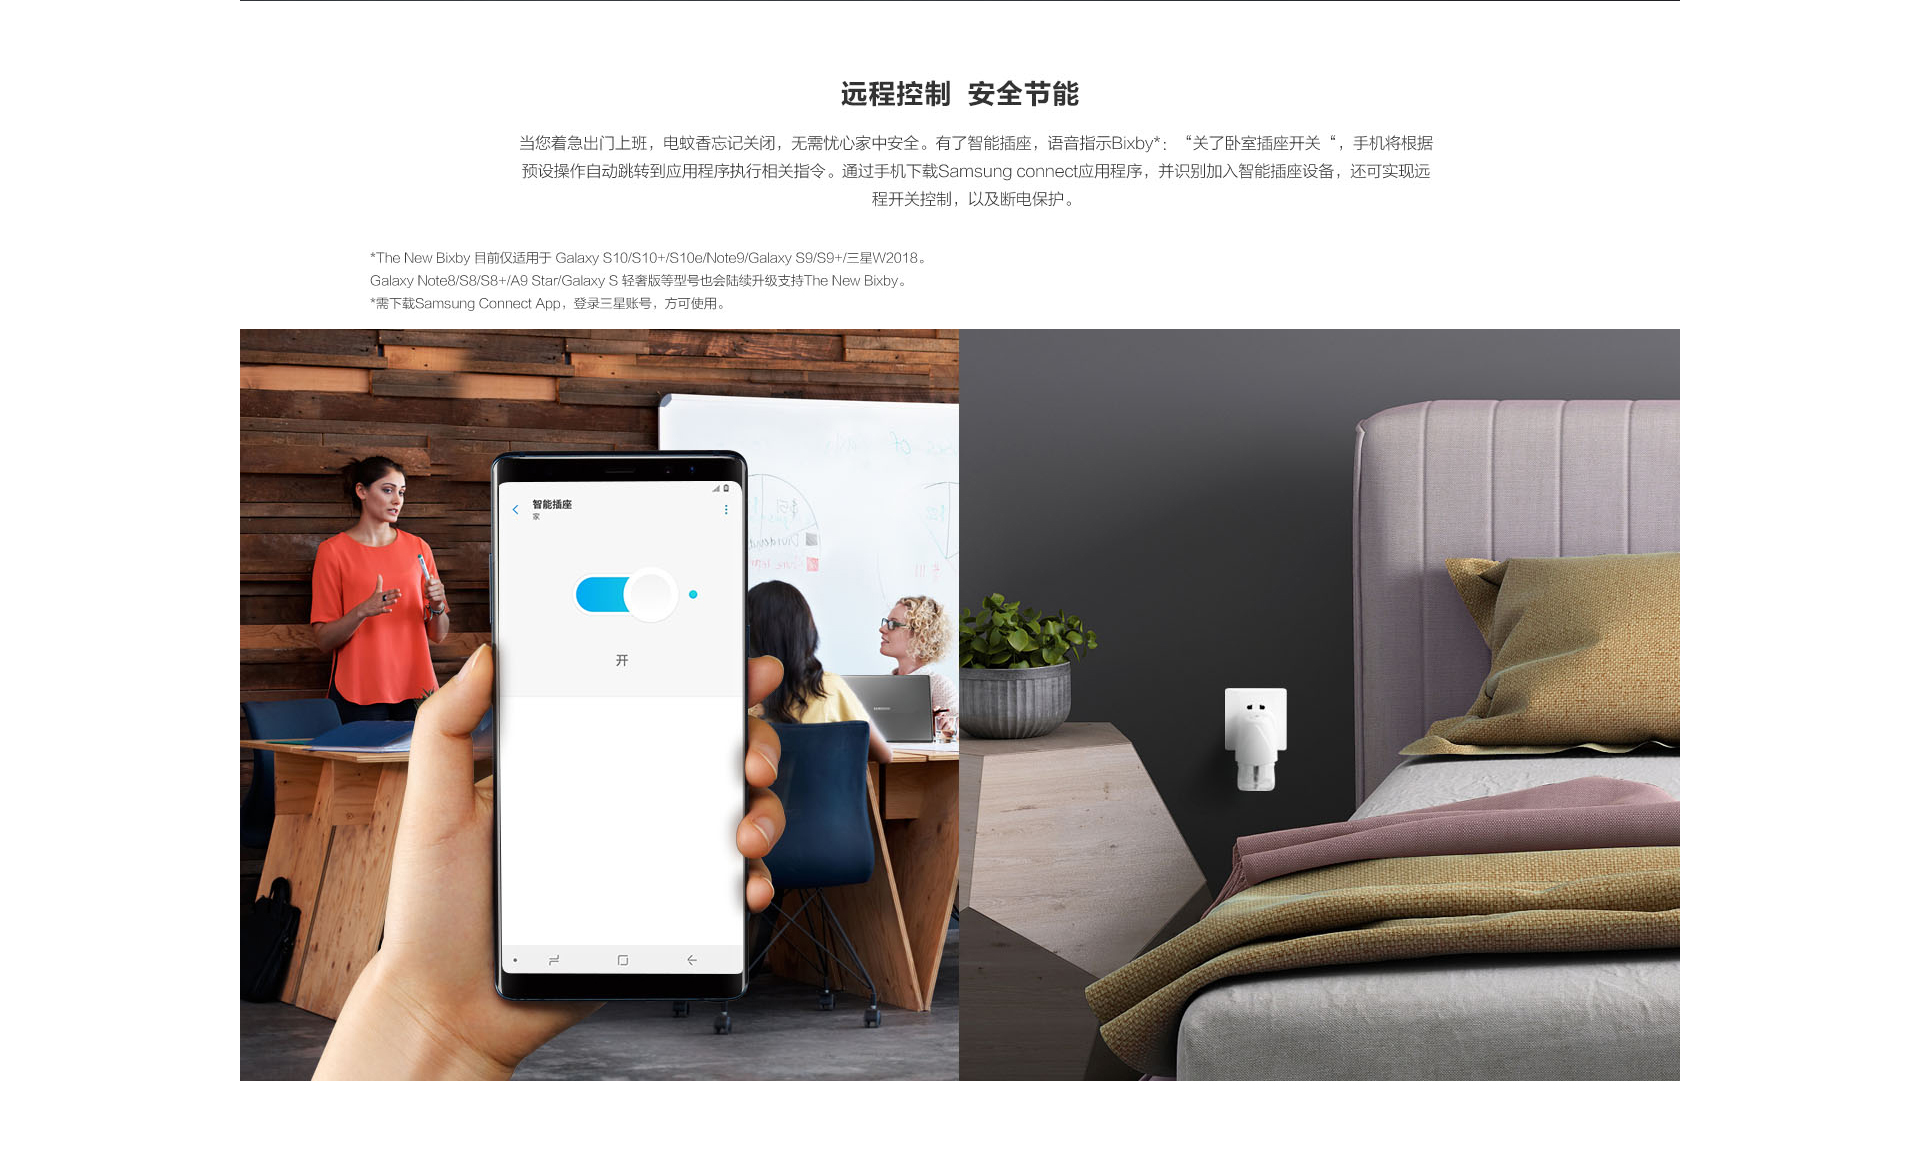 远程控制 安全节能
当您着急出门上班，电蚊香忘记关闭，无需忧心家中安全。有了智能插座，语音指示Bixby*：“关了卧室插座开关“，手机将根据
预设操作自动跳转到应用程序执行相关指令。通过手机下载Samsung connect应用程序，并识别加入智能插座设备，还可实现远
程开关控制，以及断电保护。
*The New Bixby 目前仅适用于 Galaxy S10/S10+/S10e/Note9/Galaxy S9/S9+/三星W2018。
Galaxy Note8/S8/S8+/A9 Star/Galaxy S 轻奢版等型号也会陆续升级支持The New Bixby。
*需下载Samsung Connect App，登录三星账号，方可使用。
智能插座
家
开
Dividend
SAMSUNG